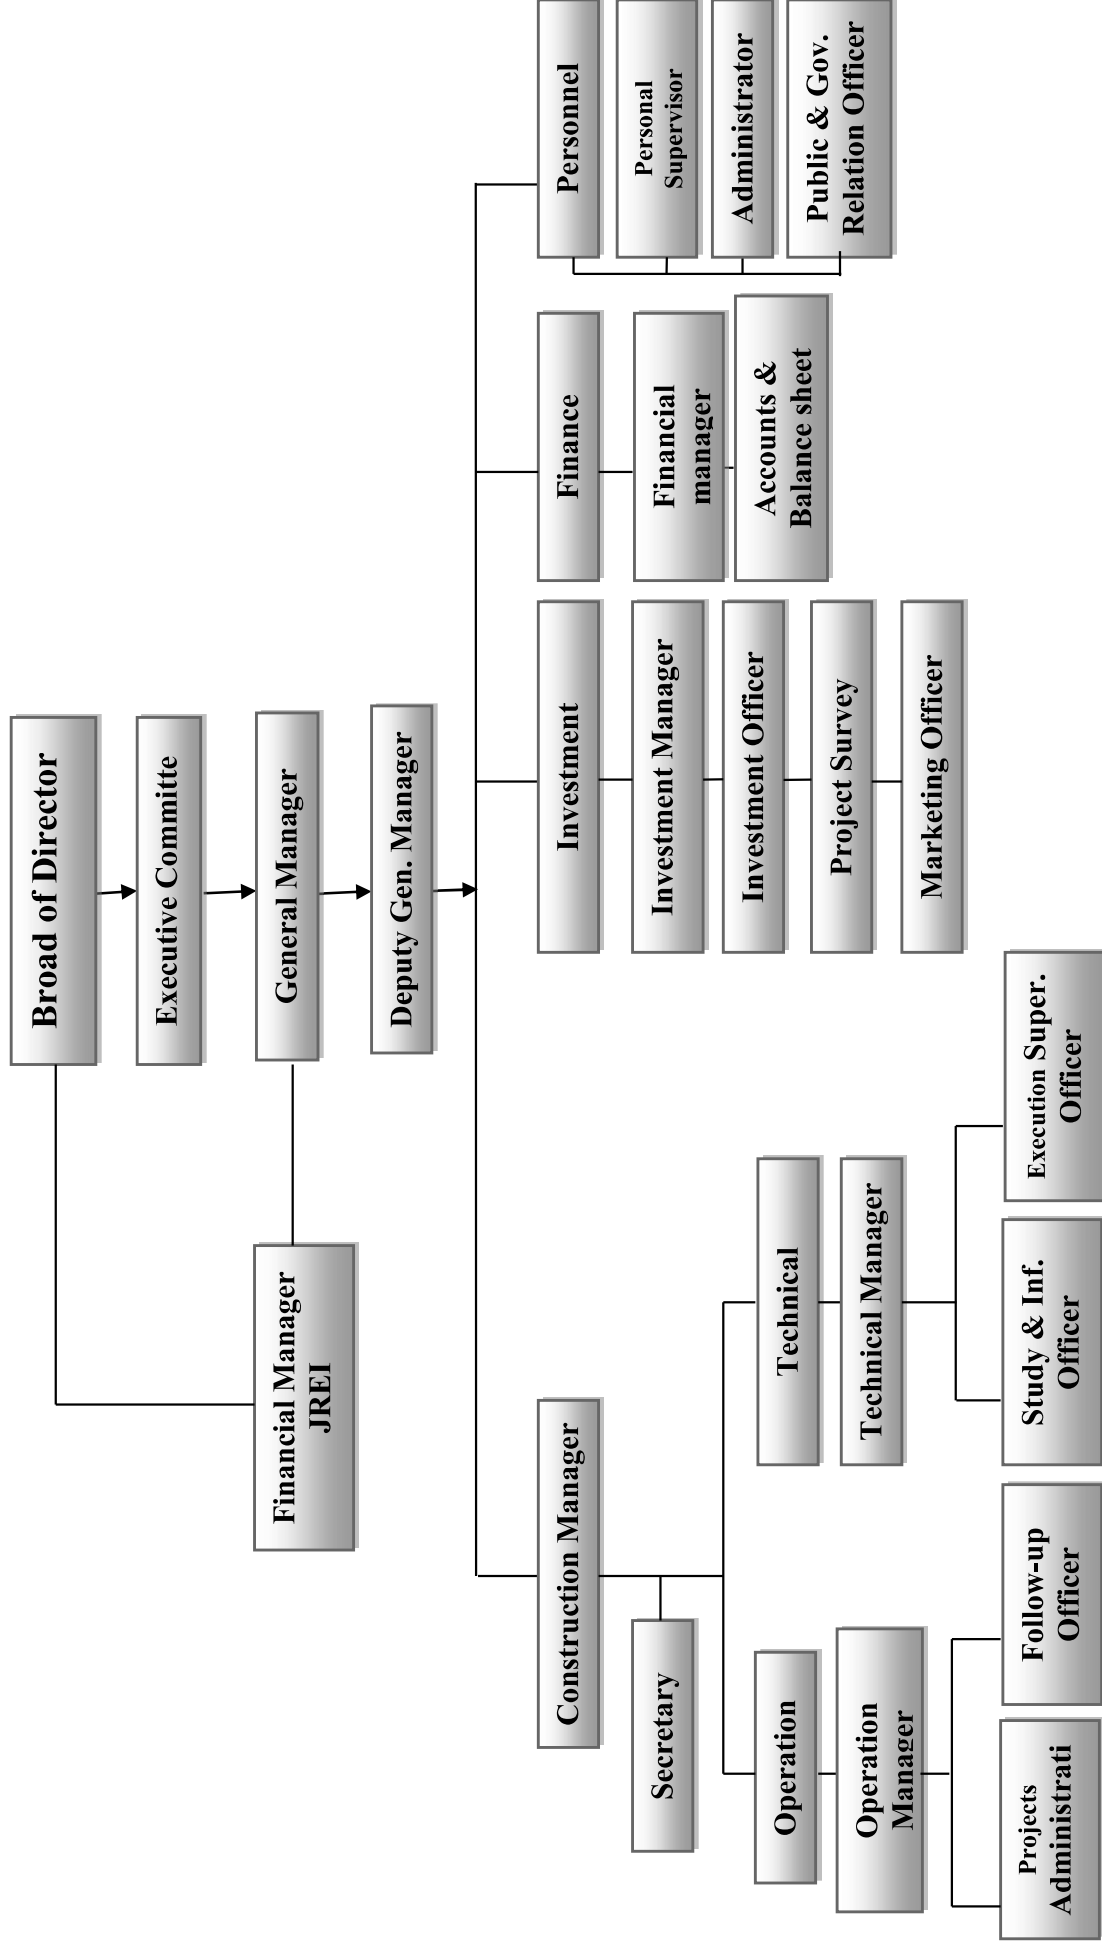 Broad of Director
Executive Committe
General Manager
Financial Manager
JREI
Deputy Gen. Manager
Construction Manager
Secretary
Operation
Operation
Manager
Projects
Administrati
Follow-up
Officer
Technical
Technical Manager
Study & Inf.
Officer
Execution Super.
Officer
Investment
Investment Manager
Investment Officer
Project Survey
Marketing Officer
Finance
Financial
manager
Accounts &
Balance sheet
Personnel
Personal
Supervisor
Administrator
Public & Gov.
Relation Officer